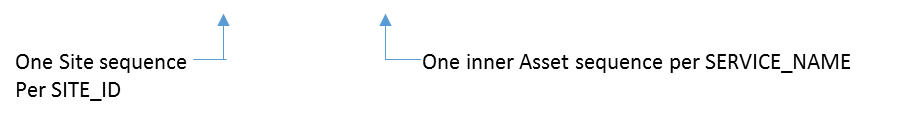 One Site sequence
Per SITE_ID
One inner Asset sequence per SERVICE_NAME